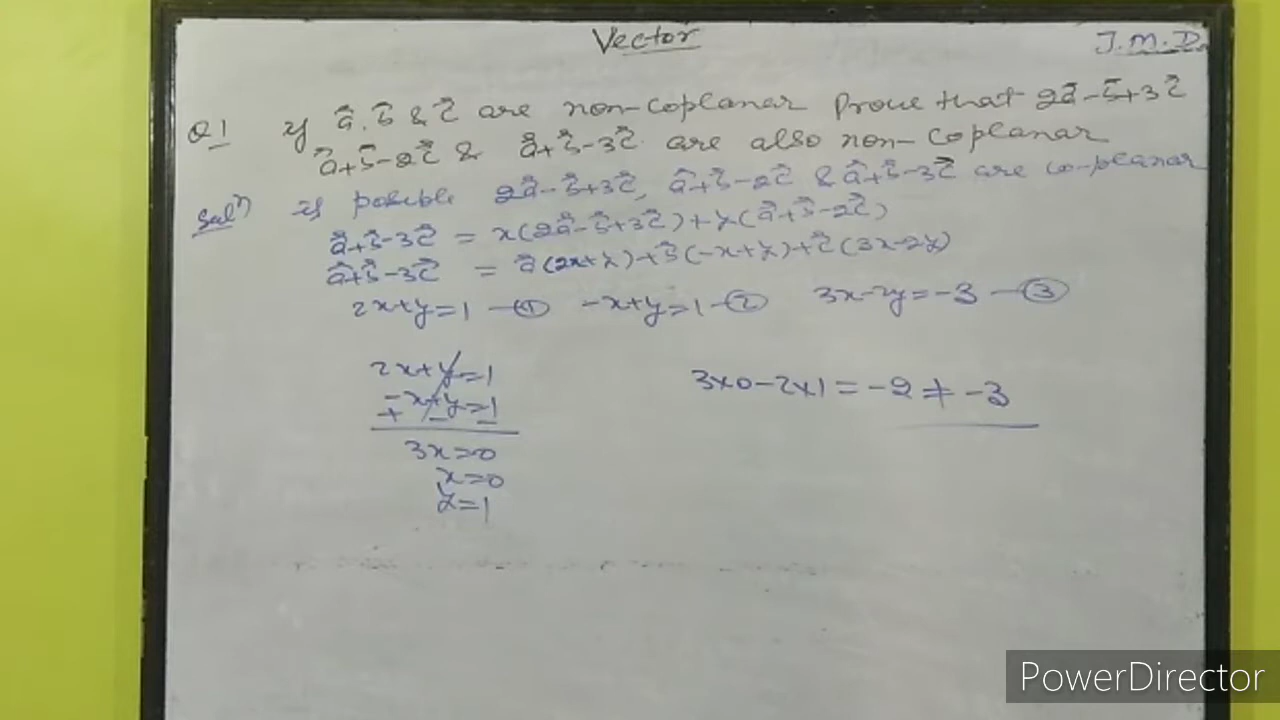 Vector
J.M.D.
Q1 If a⃗, b⃗ & c⃗ are non-coplanar Prove that 2a⃗-b⃗+3c⃗
a⃗+b⃗-2c⃗ & a⃗+b⃗-3c⃗ are also non-coplanar
Solⁿ If posible 2a⃗-b⃗+3c⃗, a⃗+b⃗-2c⃗ & a⃗+b⃗-3c⃗ are co-planar
a⃗+b⃗-3c⃗ = x(2a⃗-b⃗+3c⃗)+y(a⃗+b⃗-2c⃗)
a⃗+b⃗-3c⃗ = a⃗(2x+y)+b⃗(-x+y)+c⃗(3x-2y)
2x+y=1 —① -x+y=1-② 3x-2y=-3 -③
2x+y=1
-x+y=1
+ - -
3x=0
x=0
y=1
3×0-2×1=-2≠-3
PowerDirector